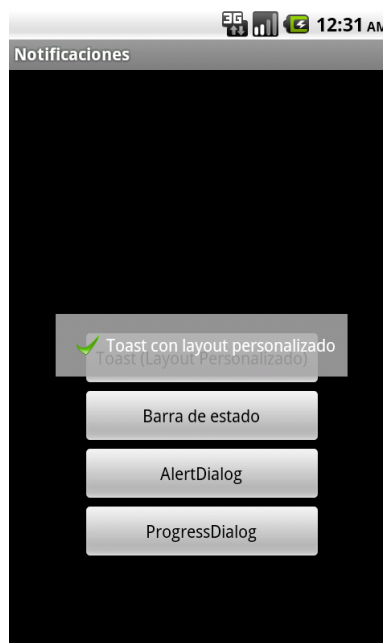 3G 12:31 AM
Notificaciones
Toast con layout personalizado
Toast (Layout Personalizado)
Barra de estado
AlertDialog
ProgressDialog